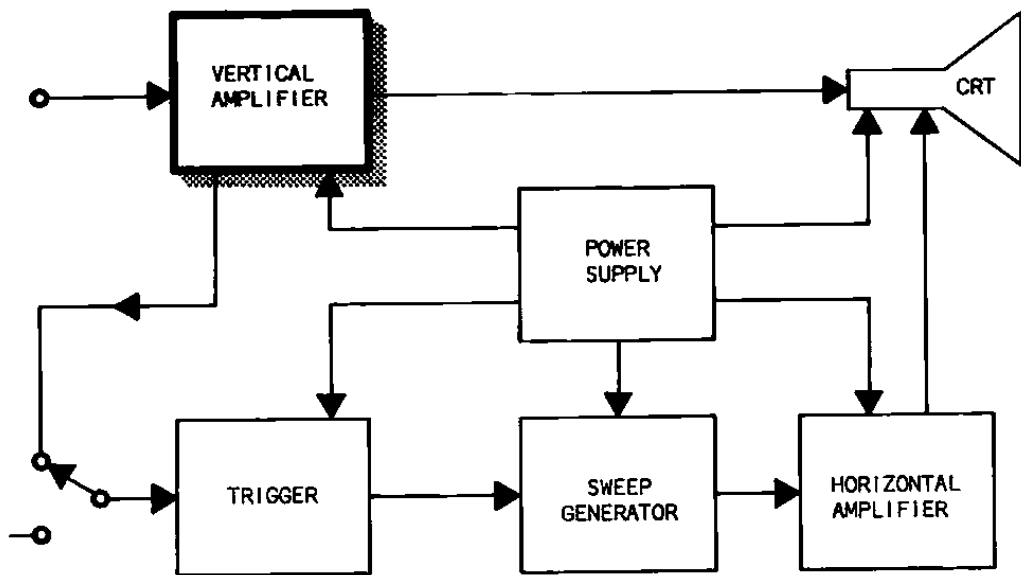 VERTICAL
AMPLIFIER
CRT
POWER
SUPPLY
TRIGGER
SWEEP
GENERATOR
HORIZONTAL
AMPLIFIER